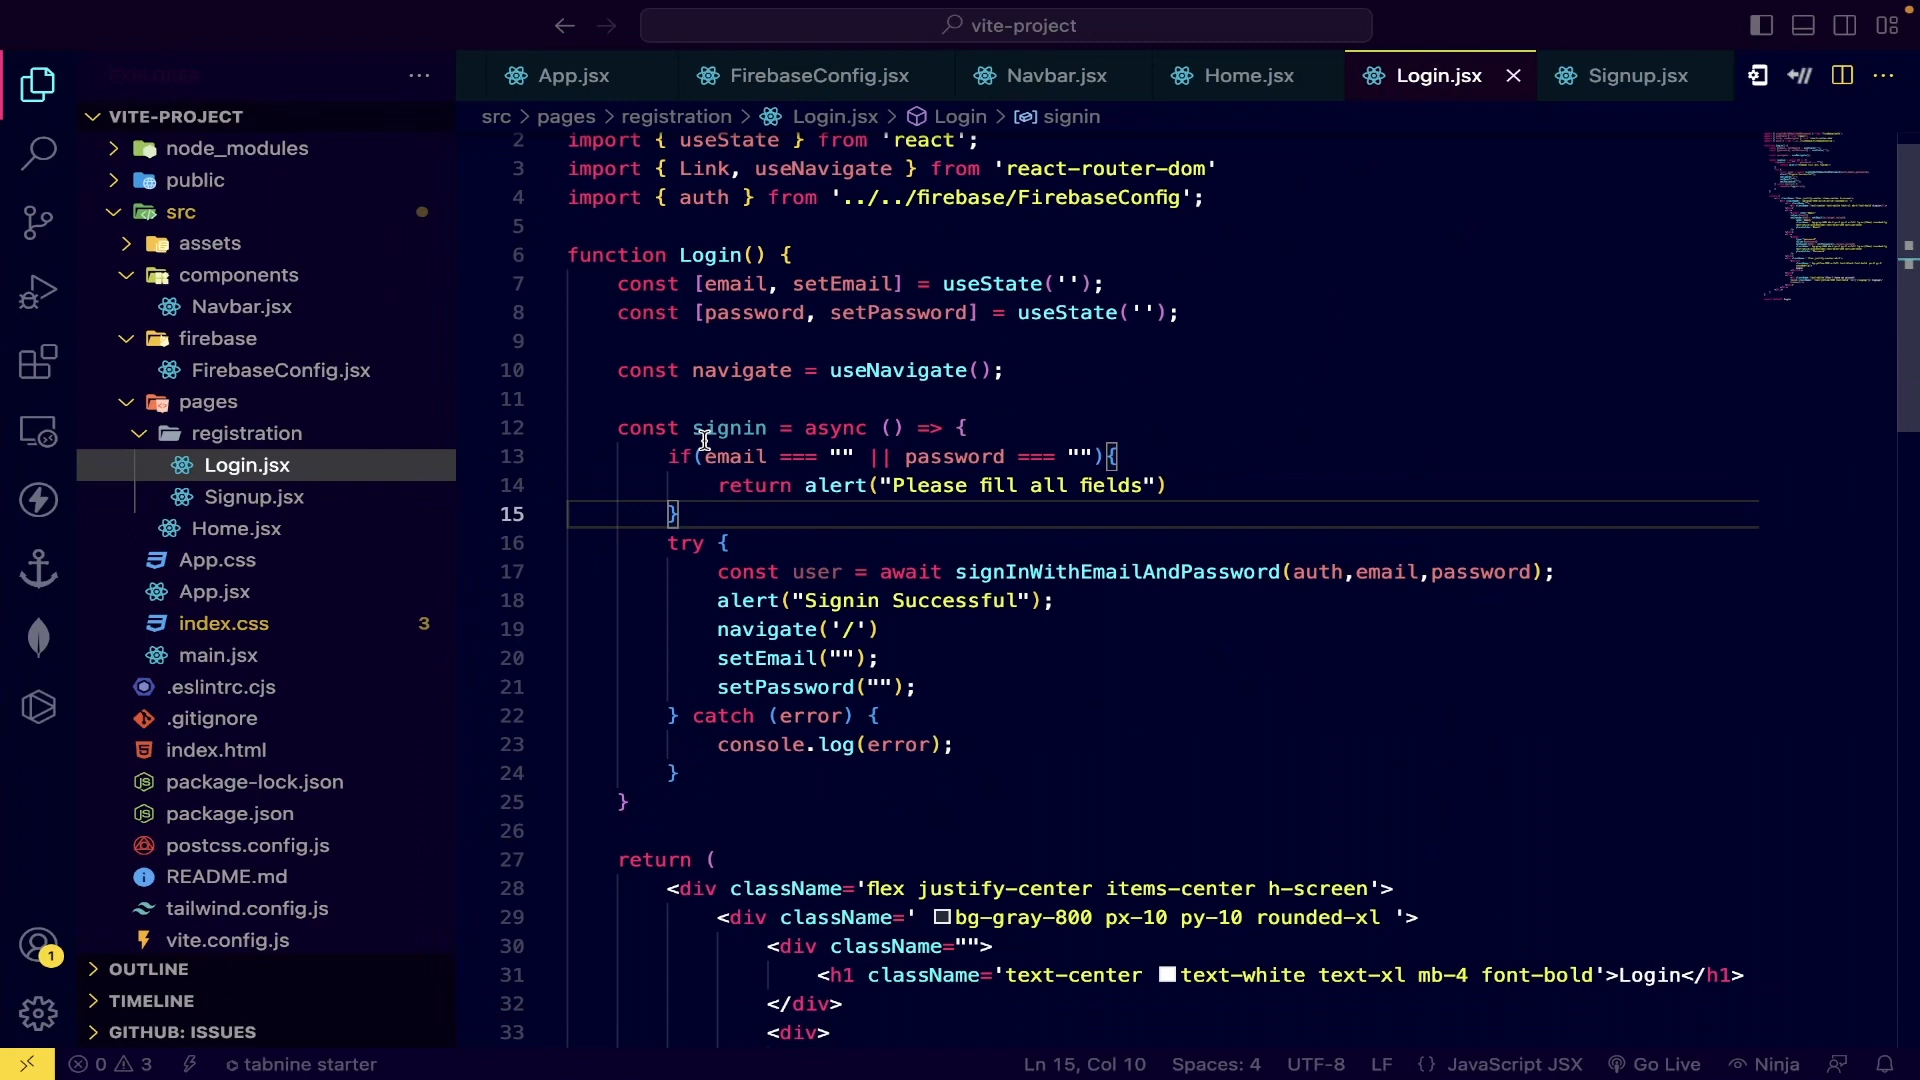 vite-project
EXPLORER
App.jsx
FirebaseConfig.jsx
Navbar.jsx
Home.jsx
Login.jsx
Signup.jsx
src > pages > registration > Login.jsx > Login > signin
VITE-PROJECT
node_modules
public
src
assets
components
Navbar.jsx
firebase
FirebaseConfig.jsx
pages
registration
Login.jsx
Signup.jsx
Home.jsx
App.css
App.jsx
index.css 3
main.jsx
.eslintrc.cjs
.gitignore
index.html
package-lock.json
package.json
postcss.config.js
README.md
tailwind.config.js
vite.config.js
OUTLINE
TIMELINE
GITHUB: ISSUES
1
2 import { useState } from 'react';
3 import { Link, useNavigate } from 'react-router-dom'
4 import { auth } from '../../firebase/FirebaseConfig';
5
6 function Login() {
7 const [email, setEmail] = useState('');
8 const [password, setPassword] = useState('');
9
10 const navigate = useNavigate();
11
12 const signin = async () => {
13 if(email === "" || password === ""){
14 return alert("Please fill all fields")
15 }
16 try {
17 const user = await signInWithEmailAndPassword(auth,email,password);
18 alert("Signin Successful");
19 navigate('/')
20 setEmail("");
21 setPassword("");
22 } catch (error) {
23 console.log(error);
24 }
25 }
26
27 return (
28 <div className='flex justify-center items-center h-screen'>
29 <div className=' bg-gray-800 px-10 py-10 rounded-xl '>
30 <div className="">
31 <h1 className='text-center text-white text-xl mb-4 font-bold'>Login</h1>
32 </div>
33 <div>
0 3 tabnine starter Ln 15, Col 10 Spaces: 4 UTF-8 LF {} JavaScript JSX Go Live Ninja